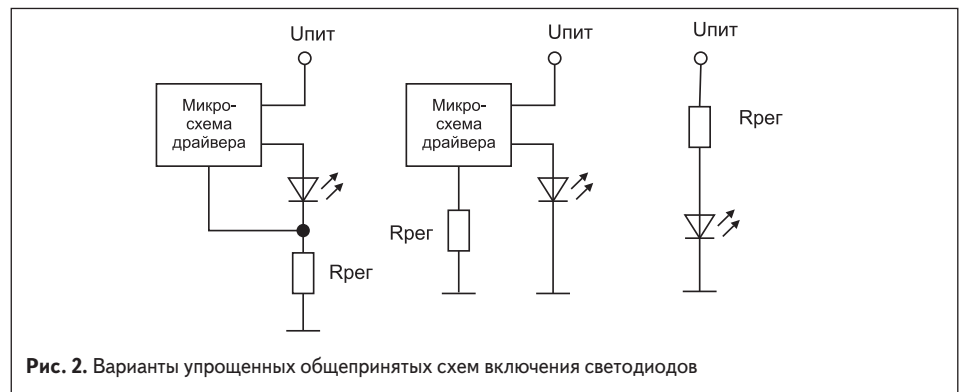 Uпит
Микро-
схема
драйвера
Rрег
Uпит
Микро-
схема
драйвера
Rрег
Uпит
Rрег
Рис. 2. Варианты упрощенных общепринятых схем включения светодиодов